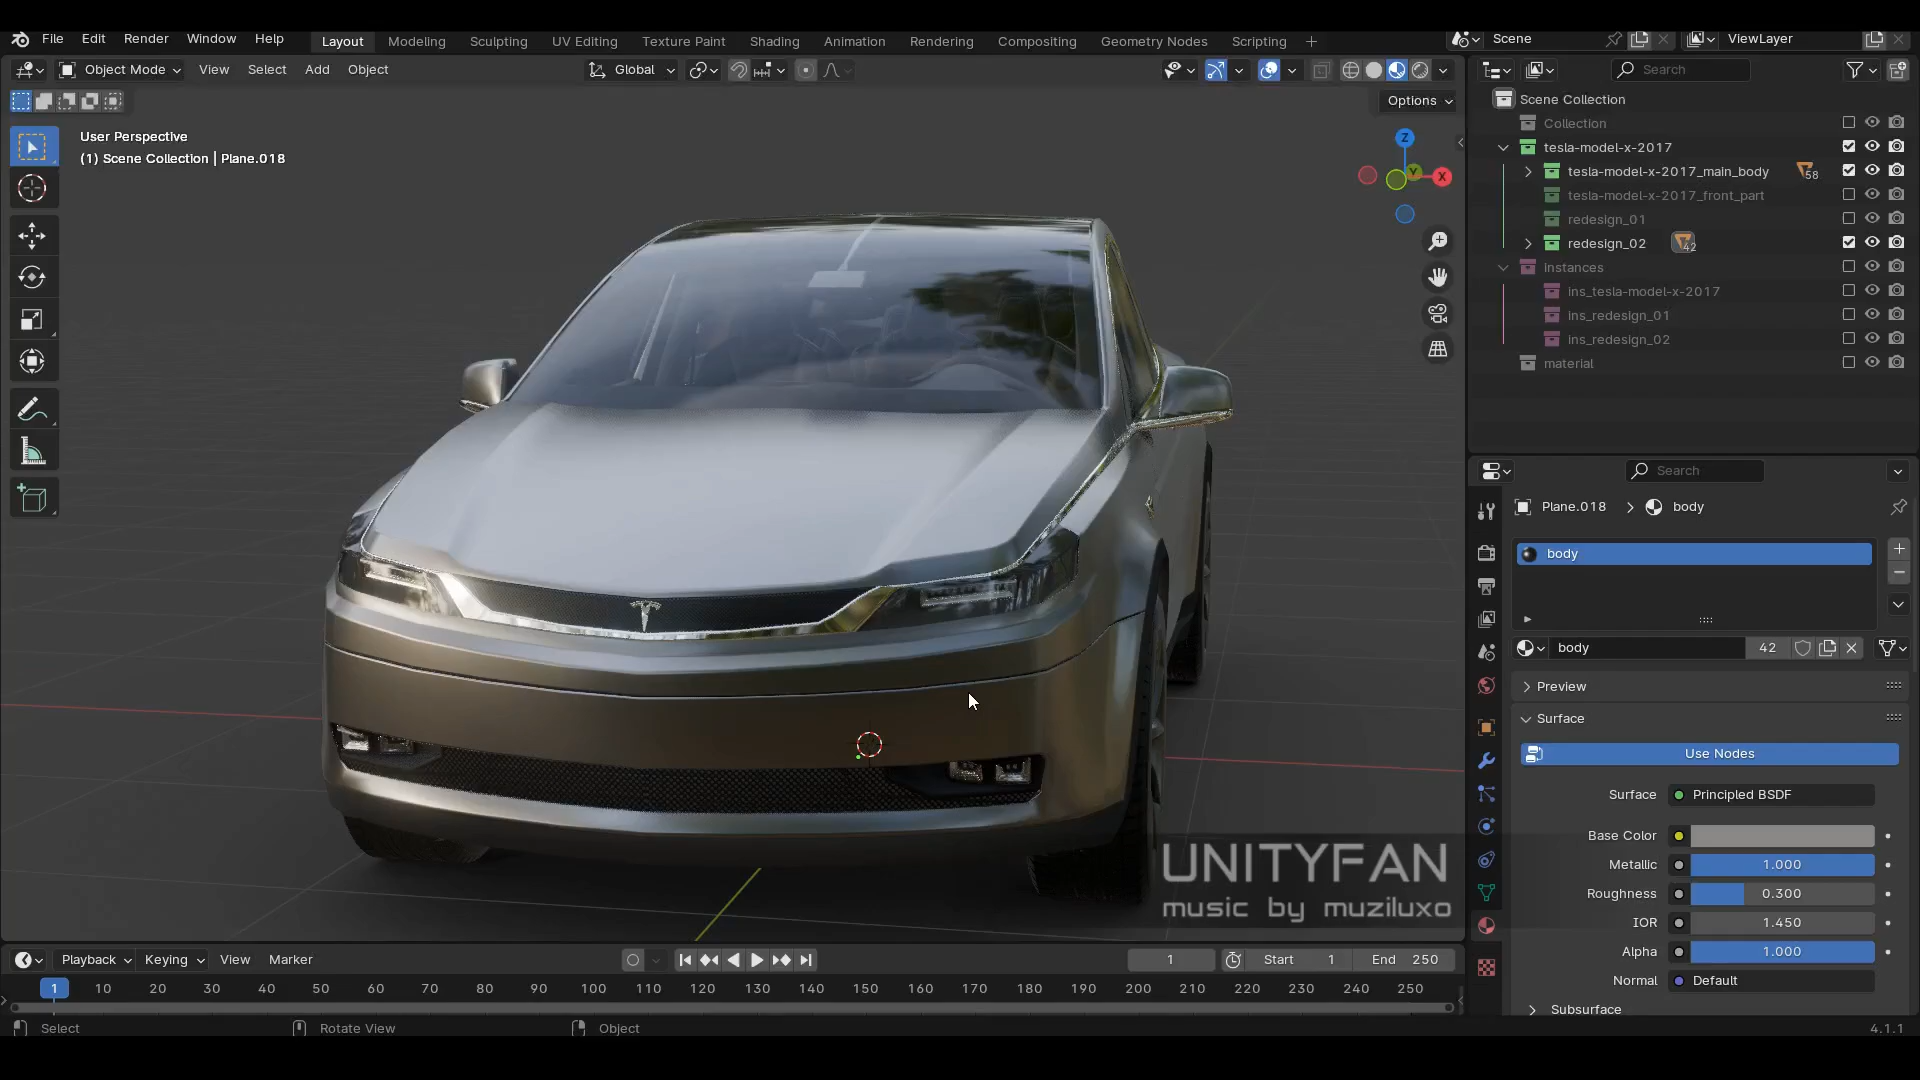 File Edit Render Window Help
Layout Modeling Sculpting UV Editing Texture Paint Shading Animation Rendering Compositing Geometry Nodes Scripting
Scene ViewLayer
Object Mode View Select Add Object Global
Search
Options
User Perspective
(1) Scene Collection | Plane.018
Z
Y
X
Scene Collection
Collection
tesla-model-x-2017
tesla-model-x-2017_main_body 58
tesla-model-x-2017_front_part
redesign_01
redesign_02 42
instances
ins_tesla-model-x-2017
ins_redesign_01
ins_redesign_02
material
Search
Plane.018 > body
body
body 42
Preview
Surface
Use Nodes
Surface Principled BSDF
Base Color
Metallic 1.000
Roughness 0.300
IOR 1.450
Alpha 1.000
Normal Default
Subsurface
UNITYFAN
music by muziluxo
Playback Keying View Marker 1 Start 1 End 250
1 10 20 30 40 50 60 70 80 90 100 110 120 130 140 150 160 170 180 190 200 210 220 230 240 250
Select Rotate View Object 4.1.1